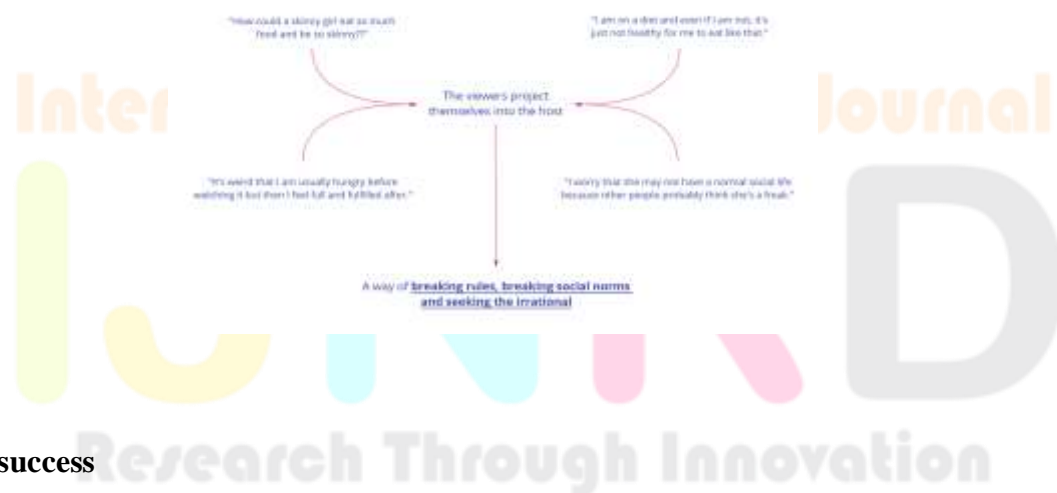 "How could a skinny girl eat so much
food and be so skinny??"
"I am on a diet and even if I am not, it's
just not healthy for me to eat like that."
Inter
Journal
The viewers project
themselves into the host
"It's weird that I am usually hungry before
watching it but then I feel full and fulfilled after."
"I worry that she may not have a normal social life
because other people probably think she's a freak."
A way of breaking rules, breaking social norms
and seeking the irrational
IJNRD
success
Research Through Innovation